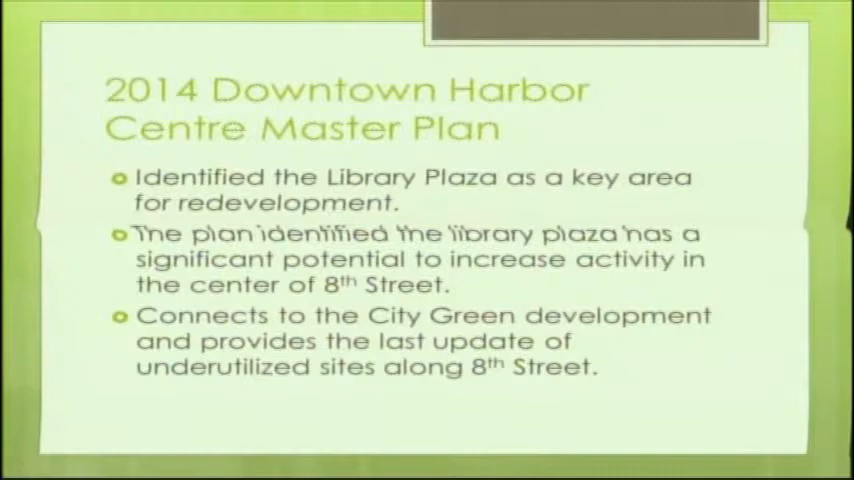 2014 Downtown Harbor
Centre Master Plan
Identified the Library Plaza as a key area
for redevelopment.
The plan identified the library plaza has a
significant potential to increase activity in
the center of 8th Street.
Connects to the City Green development
and provides the last update of
underutilized sites along 8th Street.